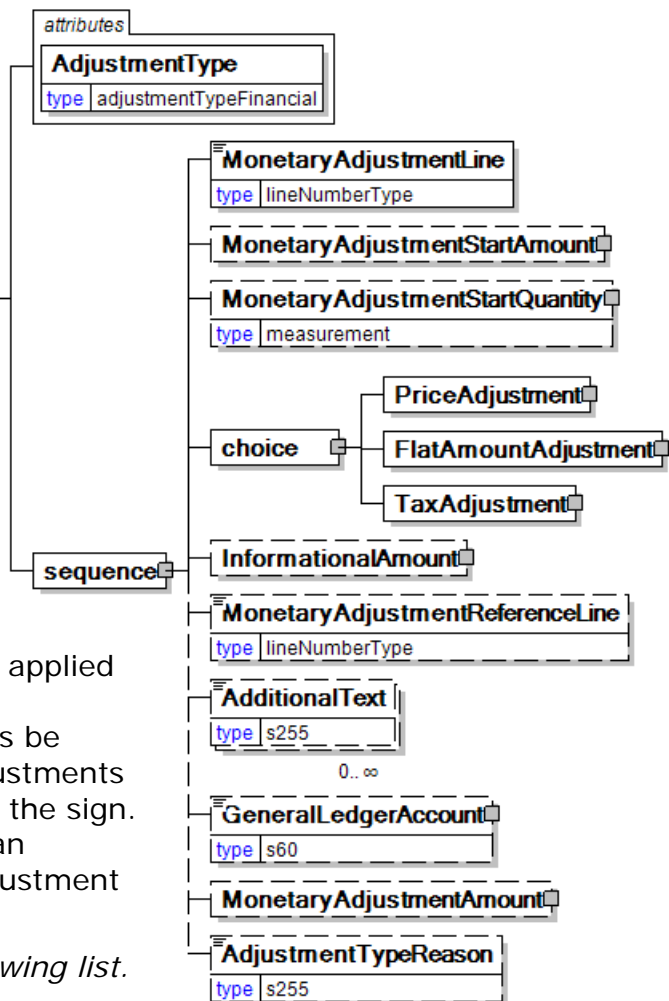 attributes
AdjustmentType
type adjustmentTypeFinancial
MonetaryAdjustmentLine
type lineNumberType
MonetaryAdjustmentStartAmount
MonetaryAdjustmentStartQuantity
type measurement
choice
PriceAdjustment
FlatAmountAdjustment
TaxAdjustment
sequence
InformationalAmount
MonetaryAdjustmentReferenceLine
type lineNumberType
AdditionalText
type s255
0.. ∞
GeneralLedgerAccount
type s60
MonetaryAdjustmentAmount
AdjustmentTypeReason
type s255
applied
s be
justments
the sign.
an
justment
wing list.